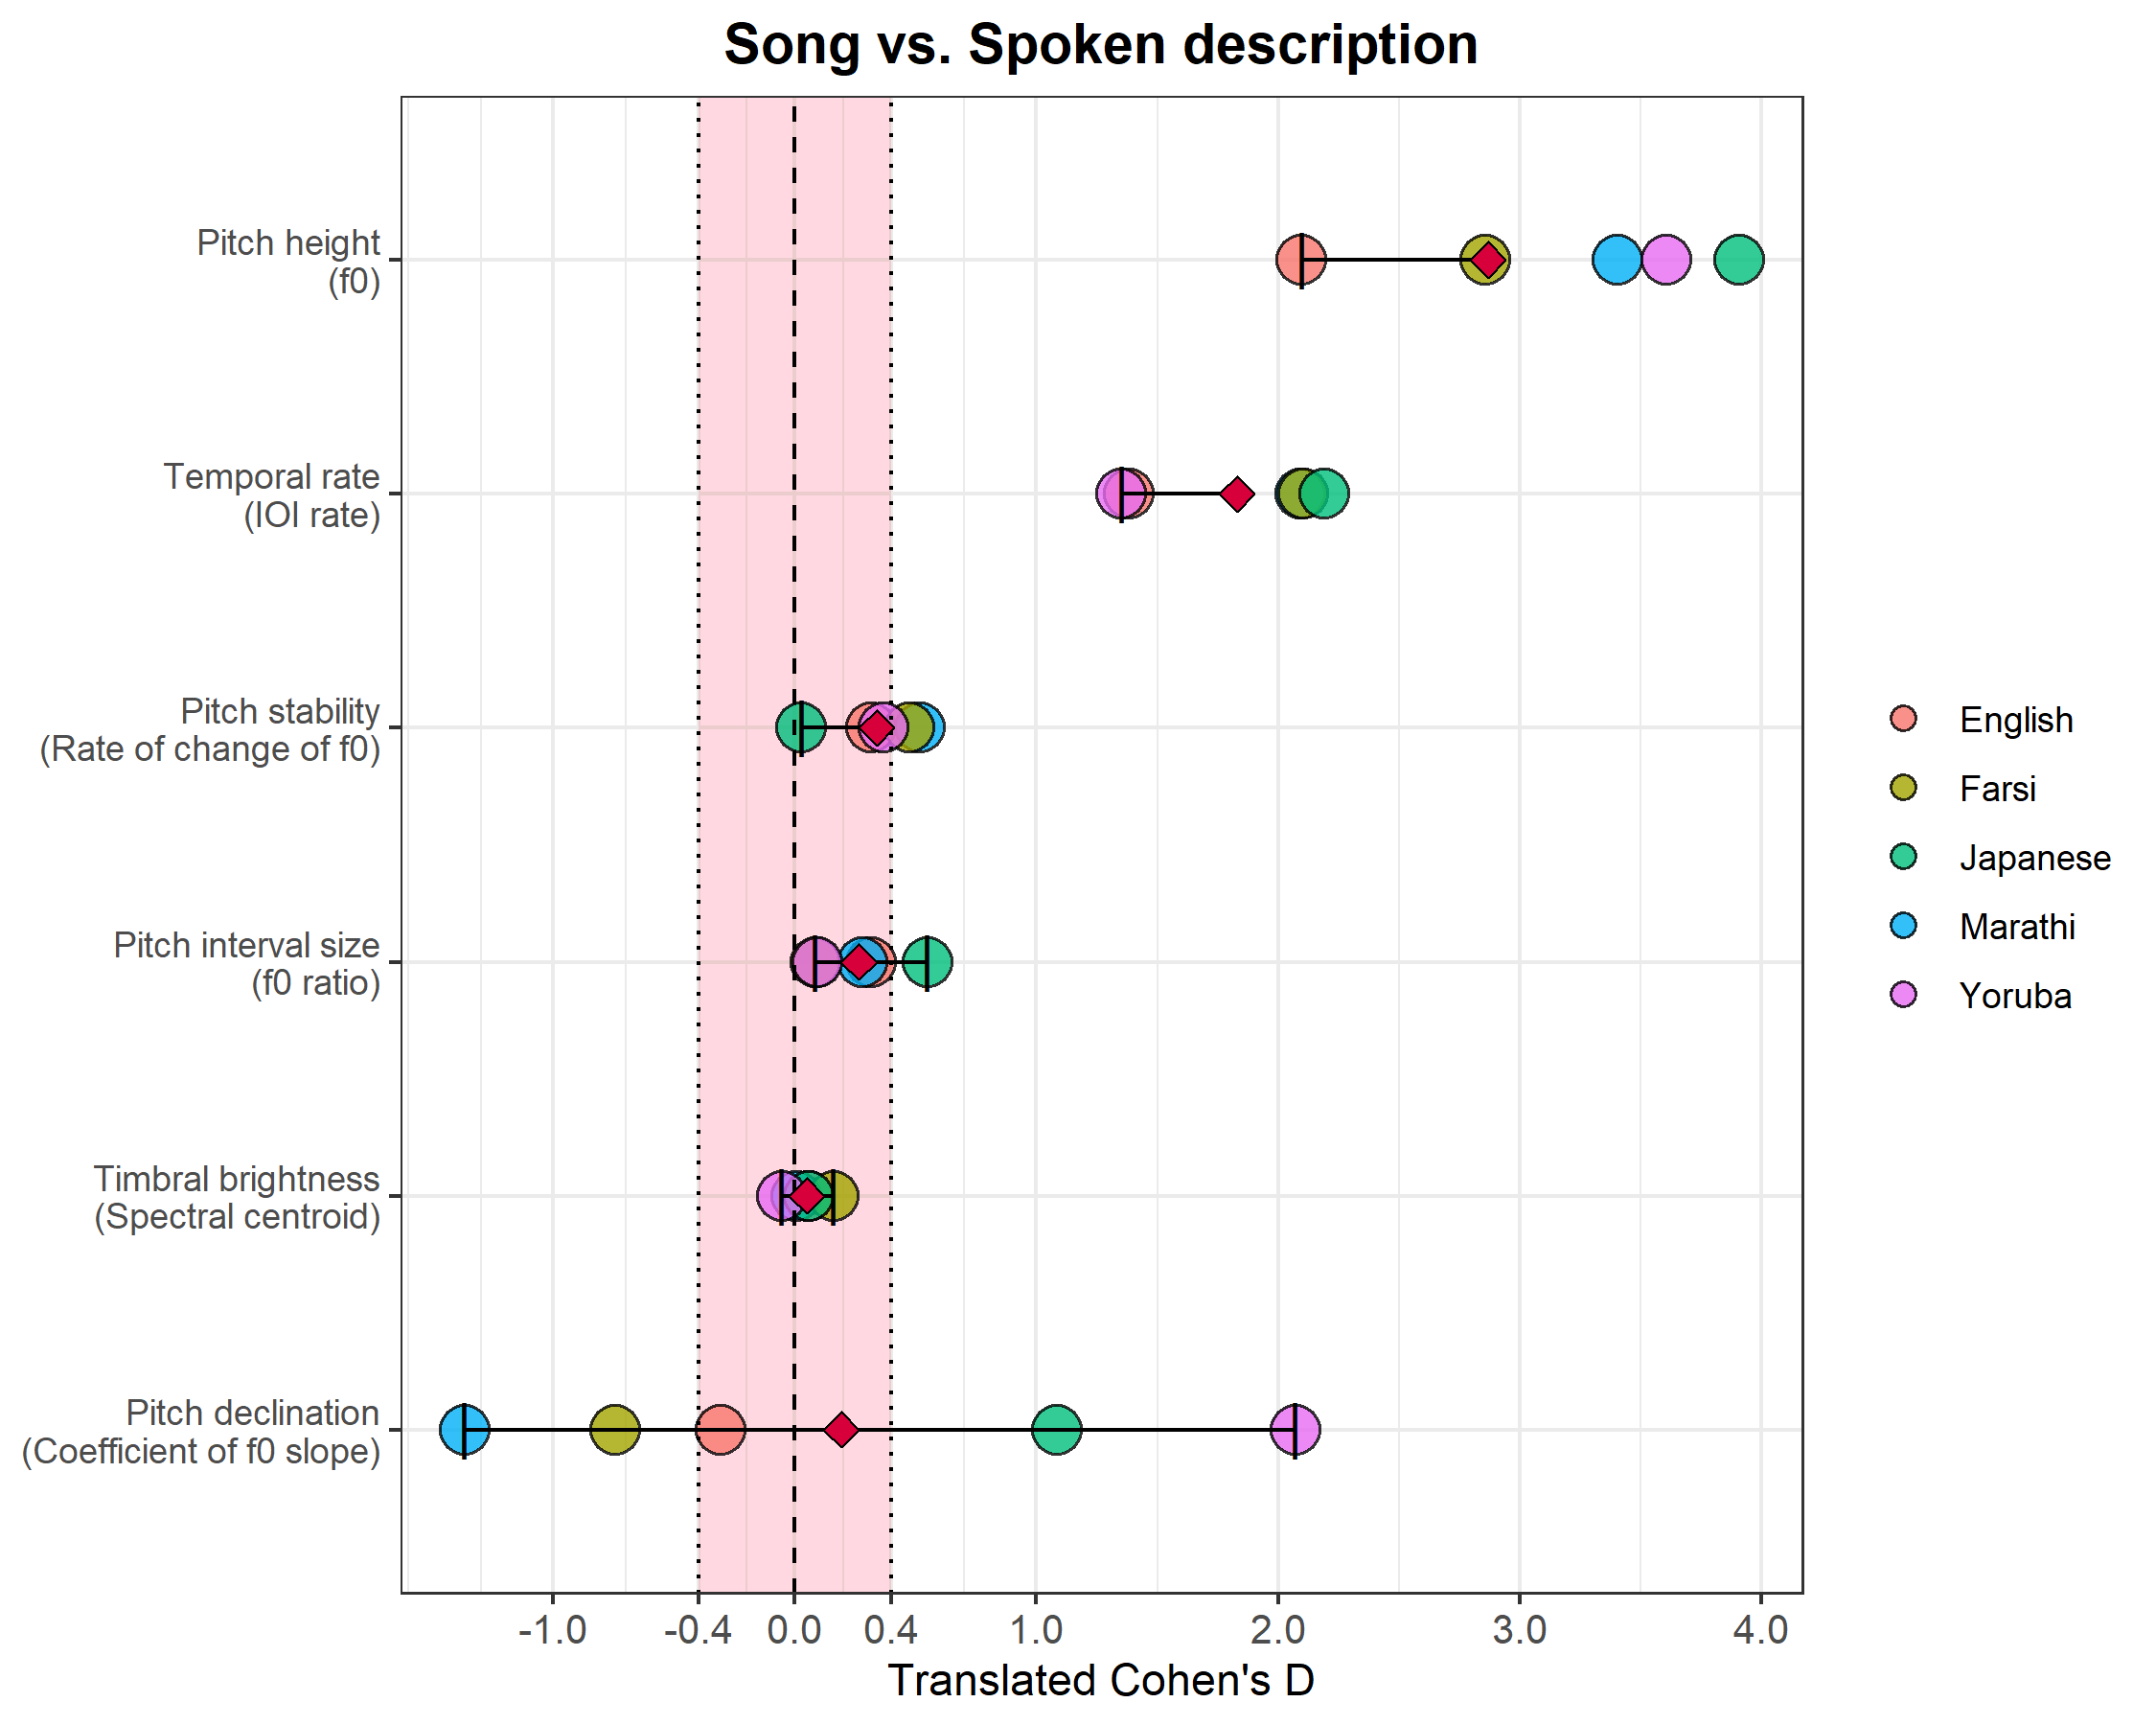 Song vs. Spoken description
Pitch height
(f0)
Temporal rate
(IOI rate)
Pitch stability
(Rate of change of f0)
Pitch interval size
(f0 ratio)
Timbral brightness
(Spectral centroid)
Pitch declination
(Coefficient of f0 slope)
-1.0 -0.4 0.0 0.4 1.0 2.0 3.0 4.0
Translated Cohen's D
English
Farsi
Japanese
Marathi
Yoruba